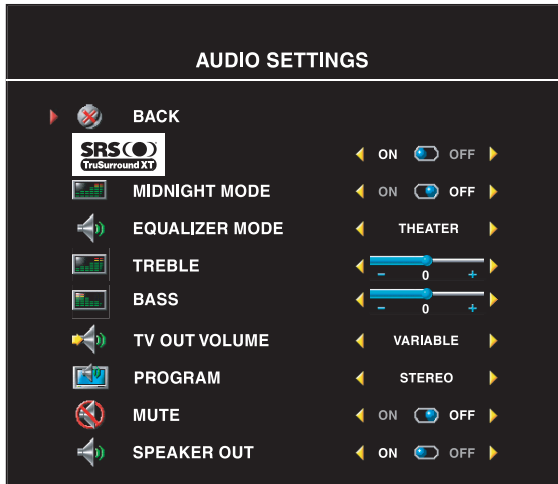 AUDIO SETTINGS
BACK
SRS
TruSurround XT
ON OFF
MIDNIGHT MODE ON OFF
EQUALIZER MODE THEATER
TREBLE
- 0 +
BASS
- 0 +
TV OUT VOLUME VARIABLE
PROGRAM STEREO
MUTE ON OFF
SPEAKER OUT ON OFF